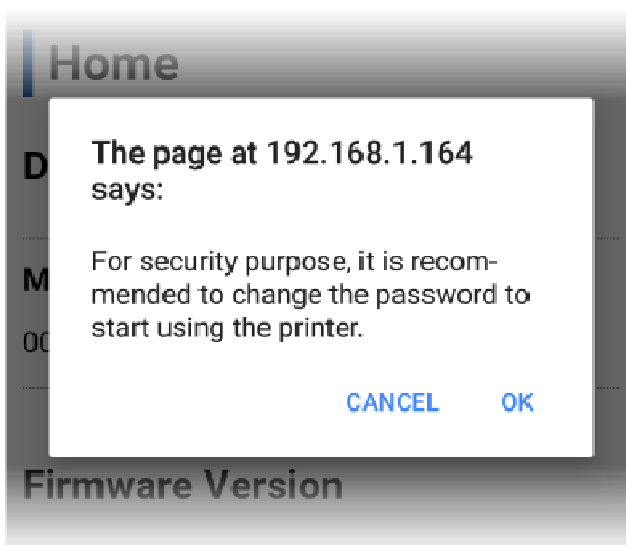 Home
D
The page at 192.168.1.164
says:
M
For security purpose, it is recom-
mended to change the password to
start using the printer.
00
CANCEL OK
Firmware Version